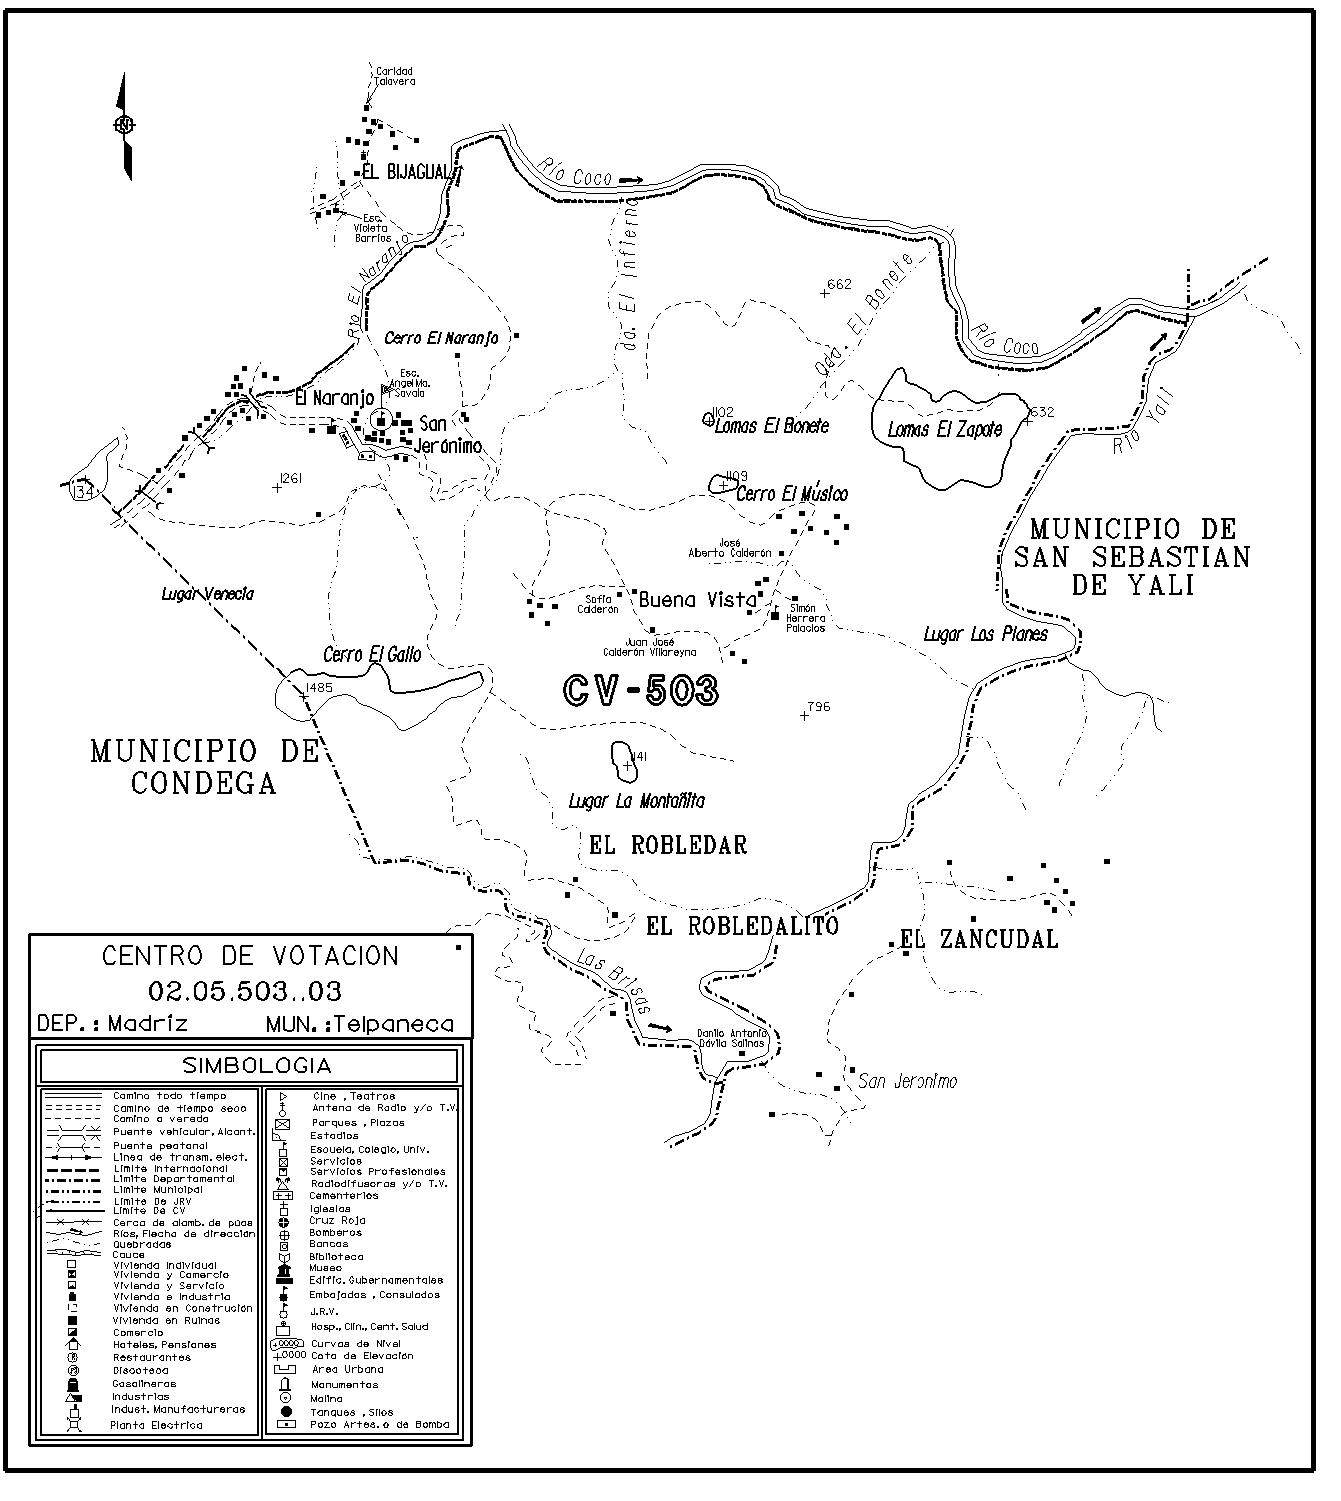 Caridad
Talavera
N
EL BIJAGUAL
Esc.
Violeta
Barrios
Río Coco
Río El Naranjo
da. El Infierno
662
Qda. El Bonete
Río Coco
Cerro El Naranjo
Esc.
Angel Ma.
Savala
El Naranjo
San
Jerónimo
1102
Lomas El Bonete
632
Lomas El Zapote
Río Yalí
134
1261
1109
Cerro El Músico
MUNICIPIO DE
SAN SEBASTIAN
DE YALI
José
Alberto Calderón
Lugar Venecia
Sofía
Calderón
Buena Vista
Simón
Herrera
Palacios
Lugar Los Planes
Juan José
Calderón Villareyna
Cerro El Gallo
1485
CV-503
796
MUNICIPIO DE
CONDEGA
141
Lugar La Montañita
EL ROBLEDAR
EL ROBLEDALITO
EL ZANCUDAL
Las Brisas
Danilo Antonio
Dávila Salinas
San Jeronimo
CENTRO DE VOTACION
02.05.503..03
DEP.: Madríz MUN.:Telpaneca
SIMBOLOGIA
Camino todo tiempo
Camino de tiempo seco
Camino o vereda
Puente vehicular, Alcant.
Puente peatonal
Línea de transm. elect.
Límite Internacional
Límite Departamental
Límite Municipal
Límite De JRV
Límite De CV
Cerca de alamb. de púas
Ríos, Flecha de dirección
Quebradas
Cauce
Vivienda Individual
Vivienda y Comercio
Vivienda y Servicio
Vivienda e Industria
Vivienda en Construción
Vivienda en Ruinas
Comercio
Hoteles, Pensiones
Restaurantes
Discoteca
Gasolineras
Industrias
Indust. Manufactureras
Planta Electrica
Cine , Teatros
Antena de Radio y/o T.V.
Parques , Plazas
Estadios
Escuela, Colegio, Univ.
Servicios
Servicios Profesionales
Radiodifusoras y/o T.V.
Cementerios
Iglesias
Cruz Roja
Bomberos
Bancos
Biblioteca
Museo
Edific. Gubernamentales
Embajadas , Consulados
J.R.V.
Hosp., Clín., Cent. Salud
Curvas de Nivel
Cota de Elevación
Area Urbana
Monumentos
Molino
Tanques , Silos
Pozo Artes. o de Bomba